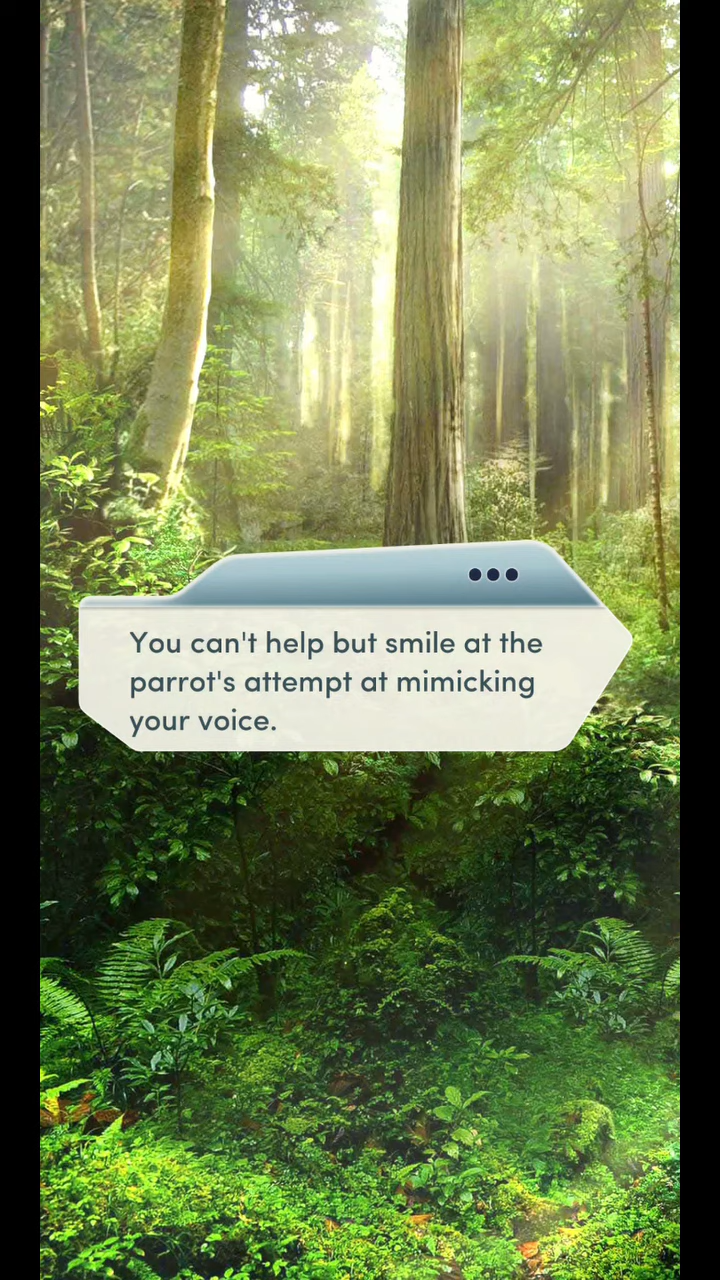 You can't help but smile at the
parrot's attempt at mimicking
your voice.